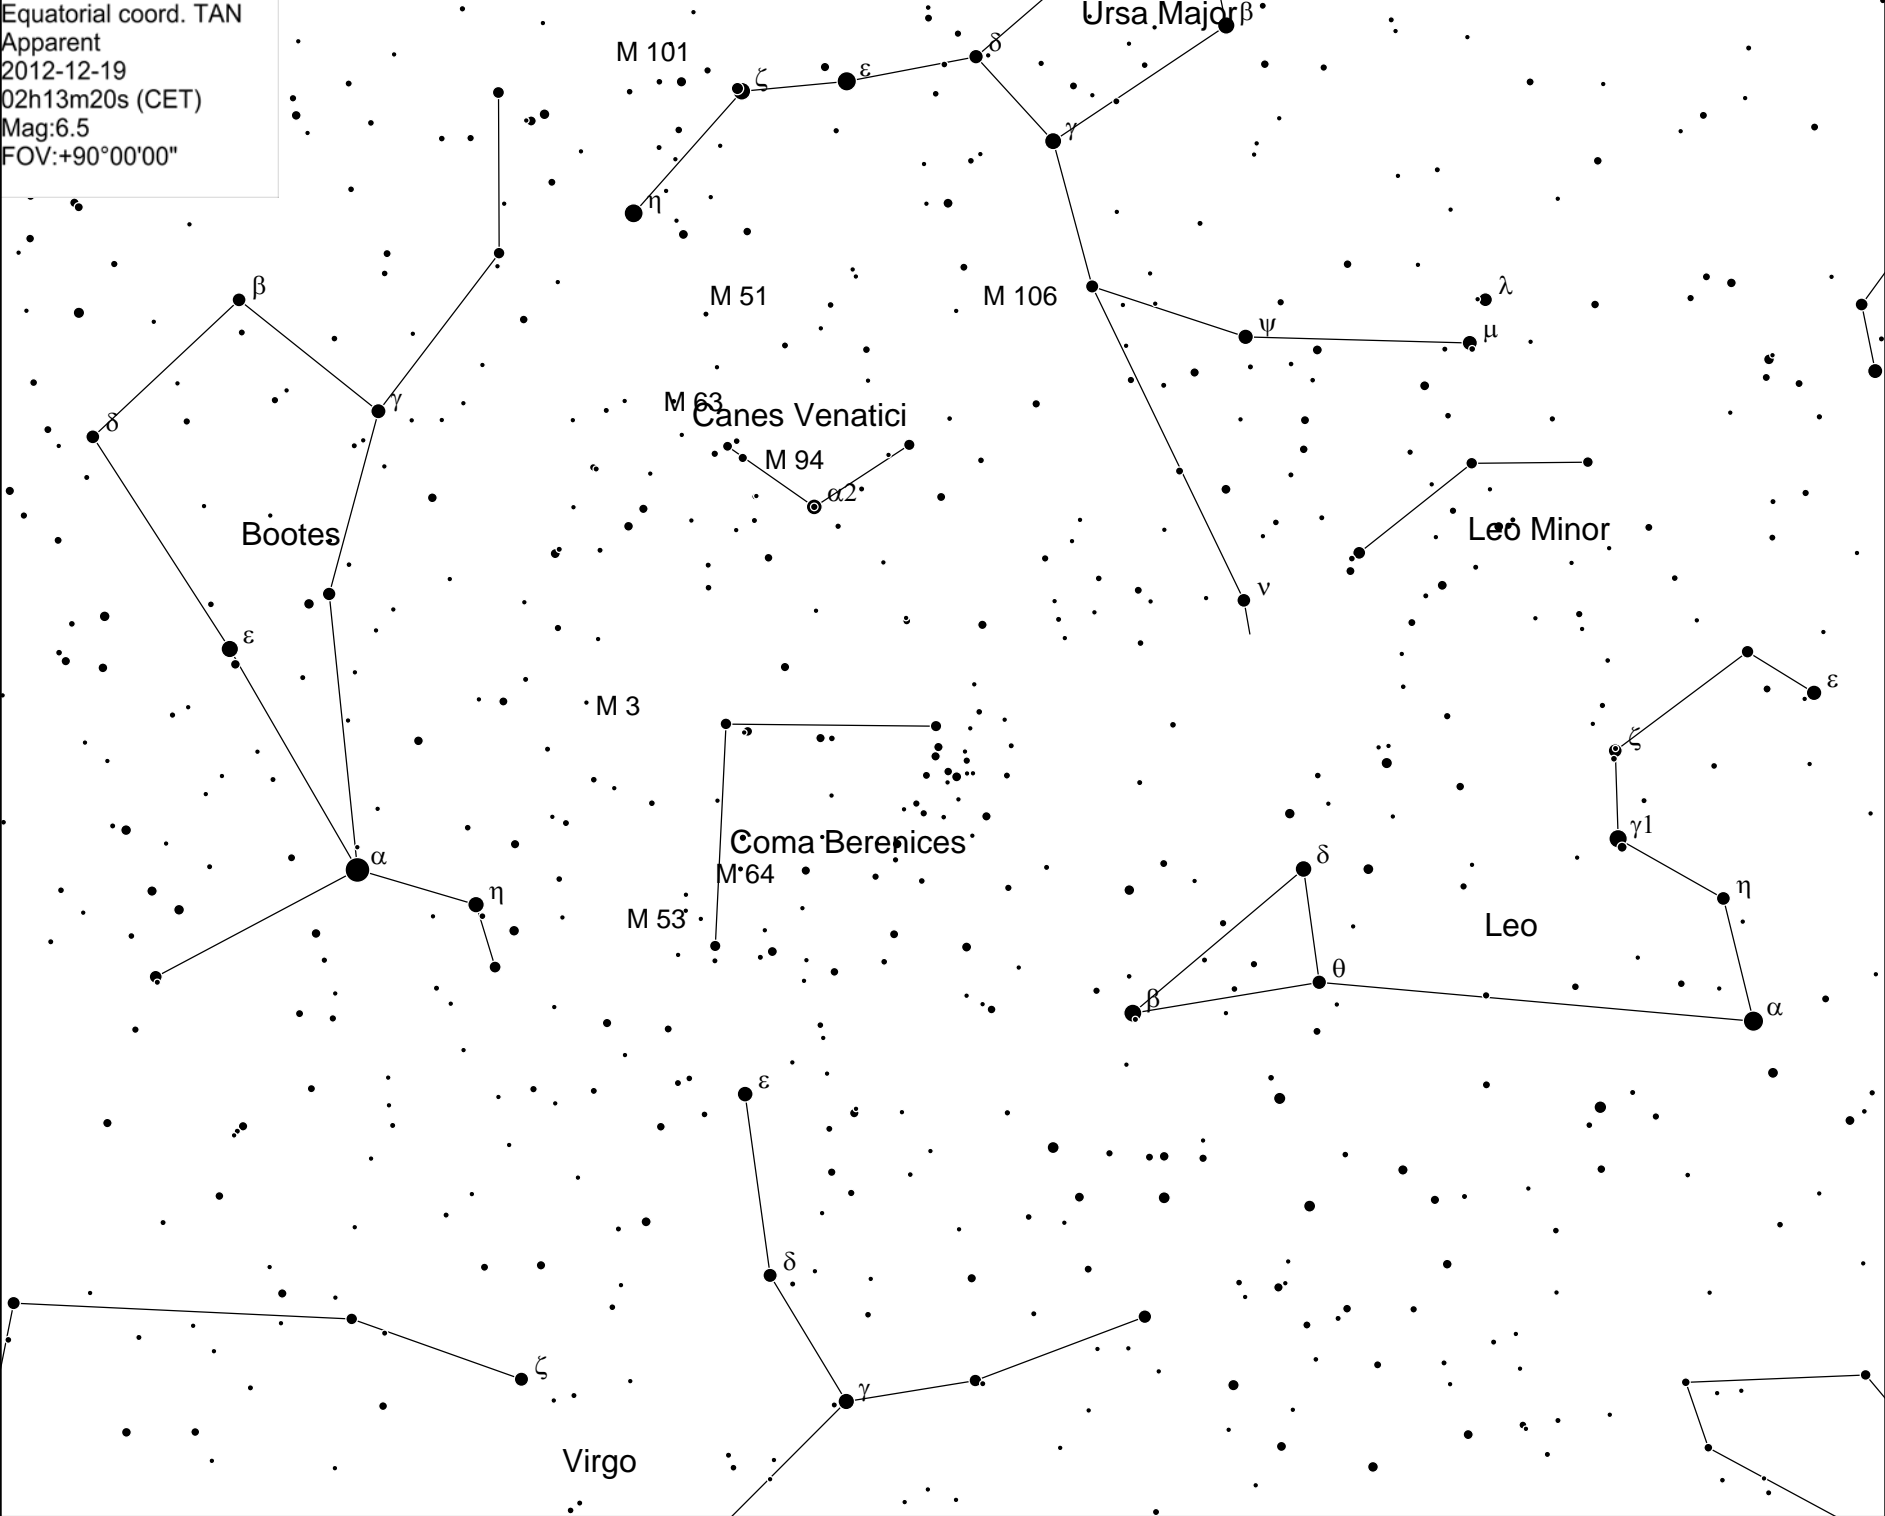 Equatorial coord. TAN
Apparent
2012-12-19
02h13m20s (CET)
Mag:6.5
FOV:+90°00'00"
Ursa Major β
M 101
δ
ζ
ε
γ
η
β
M 51
M 106
λ
ψ
μ
γ
M 63
Canes Venatici
δ
M 94
α2
Bootes
Leo Minor
ν
ε
ε
M 3
ζ
γ1
Coma Berenices
α
δ
M 64
η
η
M 53
Leo
θ
β
α
ε
δ
ζ
γ
Virgo